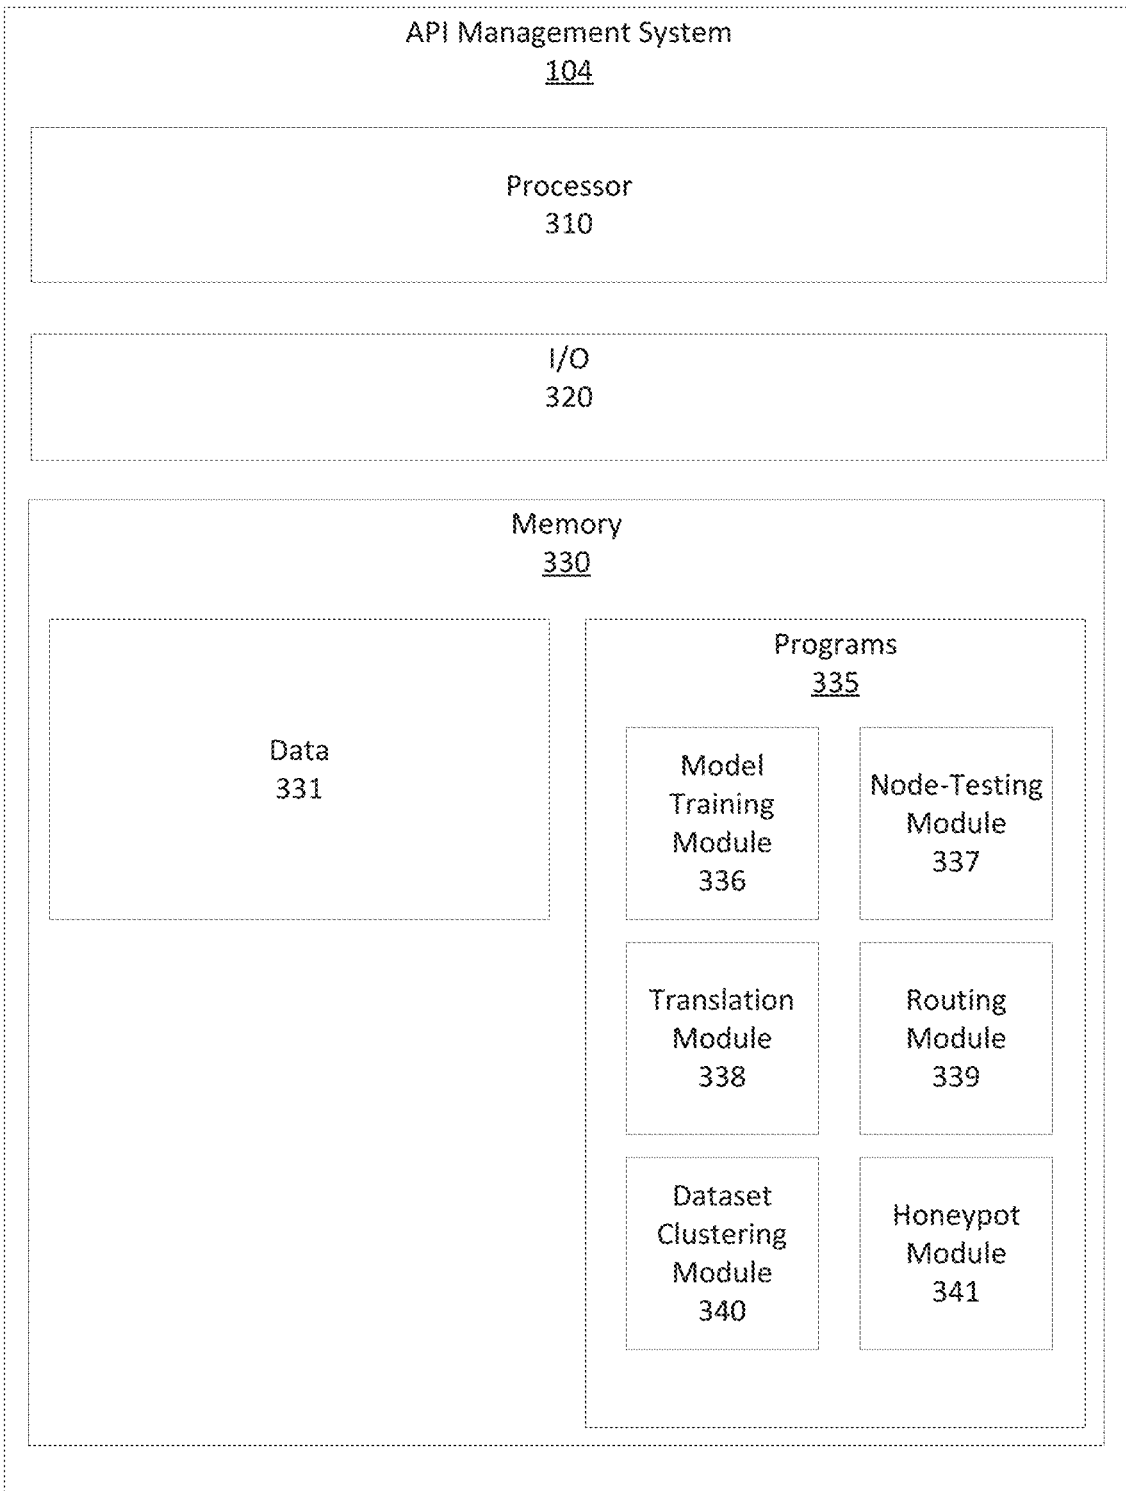 API Management System
104
Processor
310
I/O
320
Memory
330
Data
331
Programs
335
Model
Training
Module
336
Node-Testing
Module
337
Translation
Module
338
Routing
Module
339
Dataset
Clustering
Module
340
Honeypot
Module
341